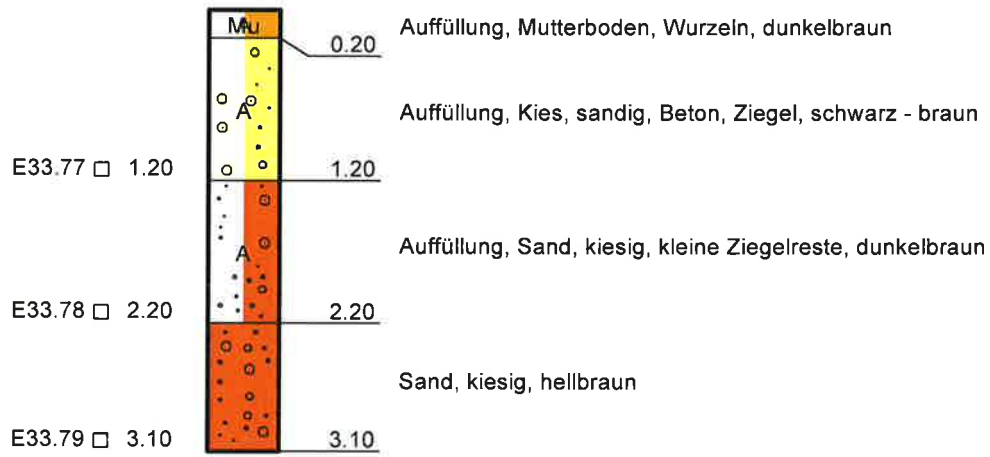 Mu A
Auffüllung, Mutterboden, Wurzeln, dunkelbraun
0.20
A
Auffüllung, Kies, sandig, Beton, Ziegel, schwarz - braun
E33.77 1.20
1.20
A
Auffüllung, Sand, kiesig, kleine Ziegelreste, dunkelbraun
E33.78 2.20
2.20
Sand, kiesig, hellbraun
E33.79 3.10
3.10